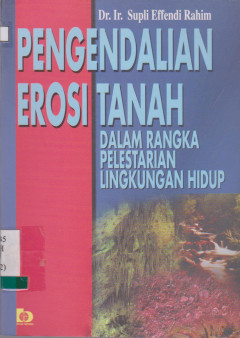 Dr. Ir. Supli Effendi Rahim
PENGENDALIAN
EROSI TANAH
DALAM RANGKA
PELESTARIAN
LINGKUNGAN HIDUP